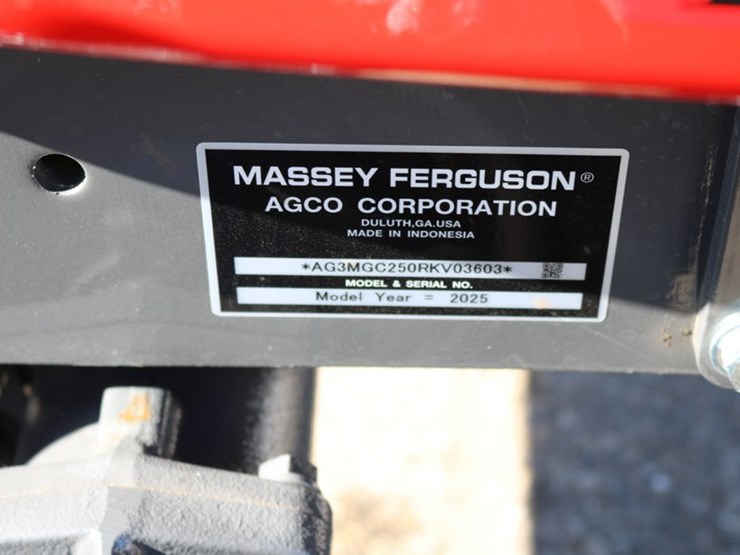 MASSEY FERGUSON®
AGCO CORPORATION
DULUTH,GA.USA
MADE IN INDONESIA
*AG3MGC250RKV03603*
MODEL & SERIAL NO.
Model Year = 2025